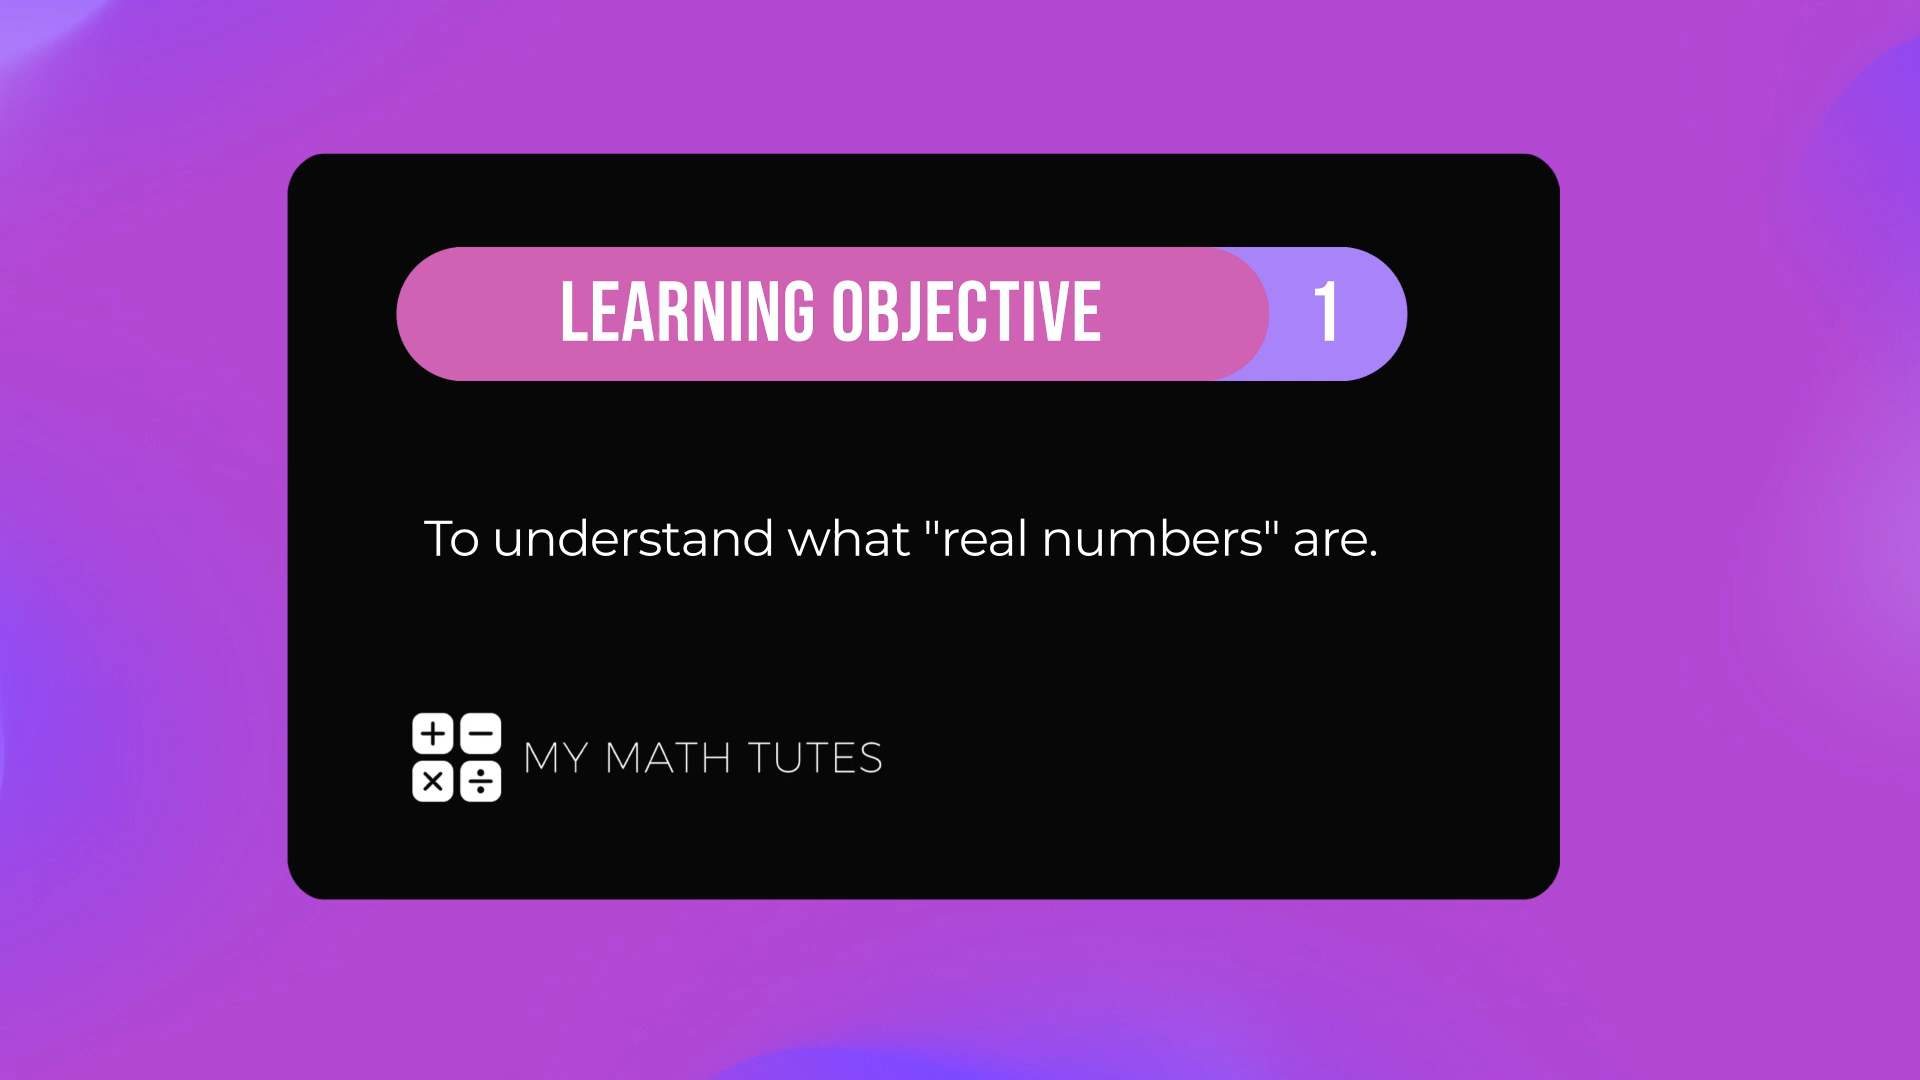 LEARNING OBJECTIVE 1
To understand what "real numbers" are.
MY MATH TUTES